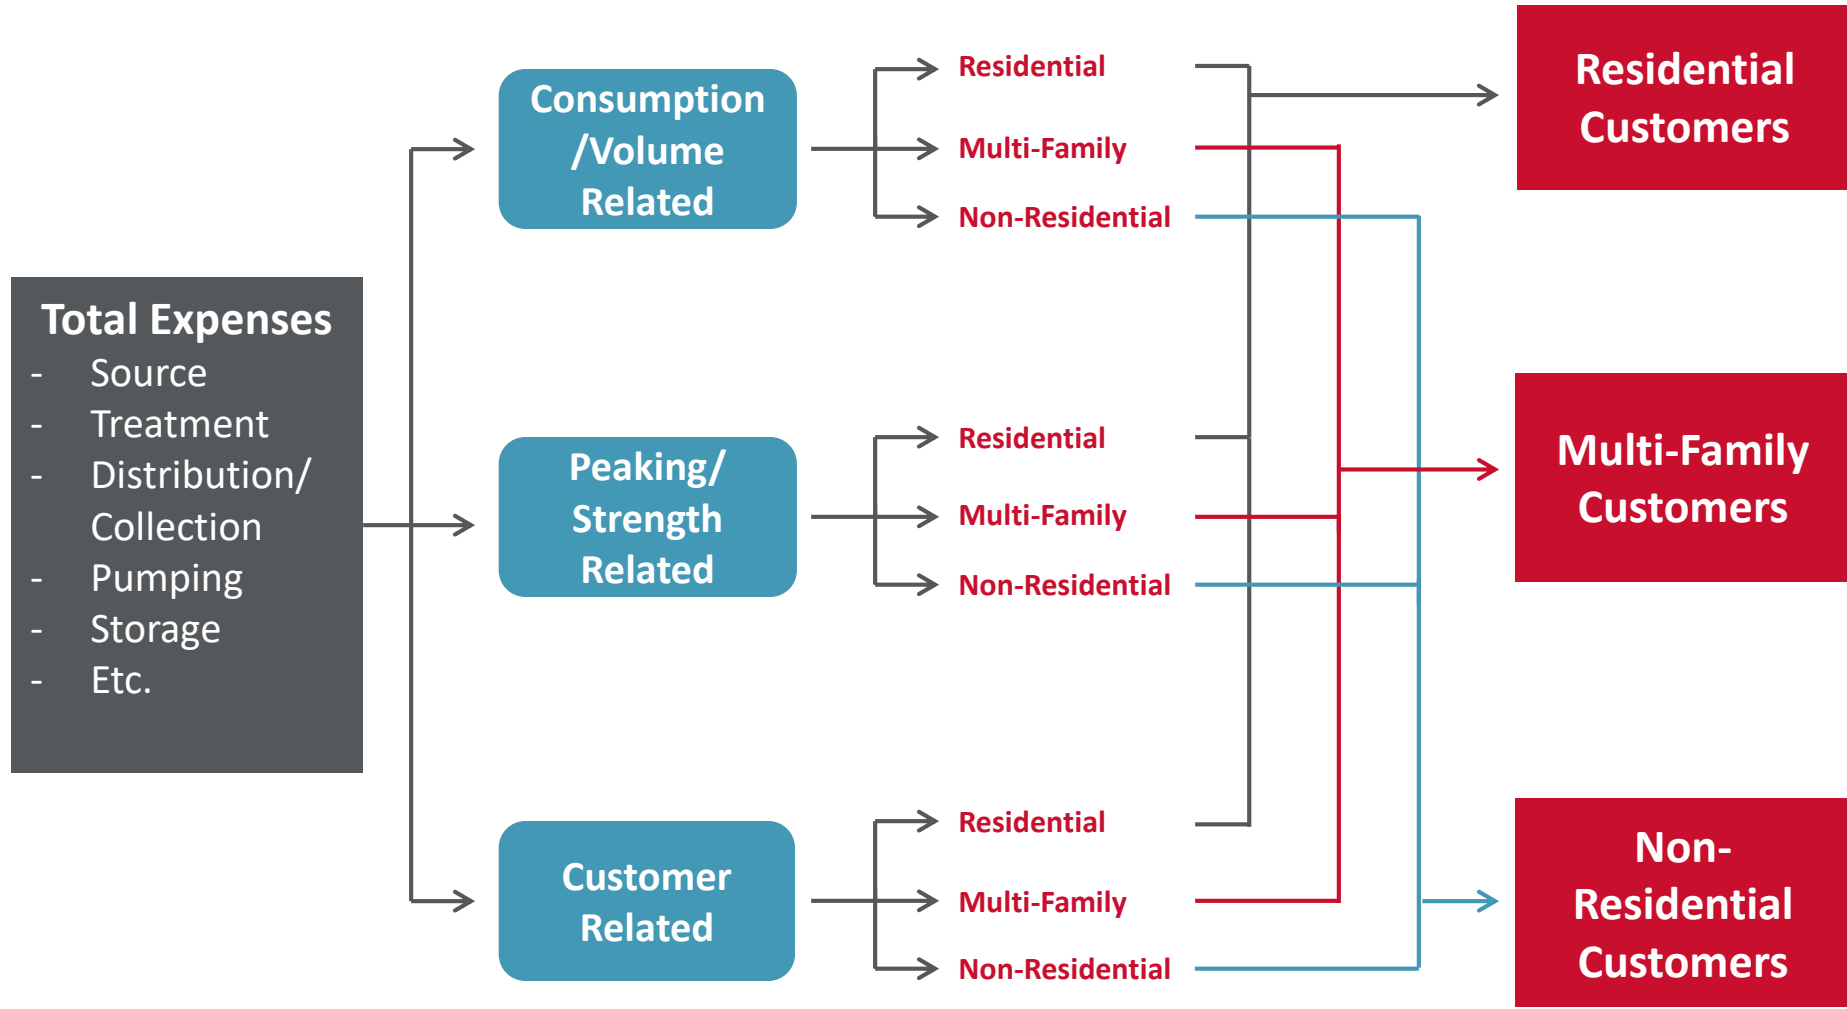 Total Expenses
- Source
- Treatment
- Distribution/
Collection
- Pumping
- Storage
- Etc.
Consumption
/Volume
Related
Residential
Multi-Family
Non-Residential
Peaking/
Strength
Related
Residential
Multi-Family
Non-Residential
Customer
Related
Residential
Multi-Family
Non-Residential
Residential
Customers
Multi-Family
Customers
Non-
Residential
Customers